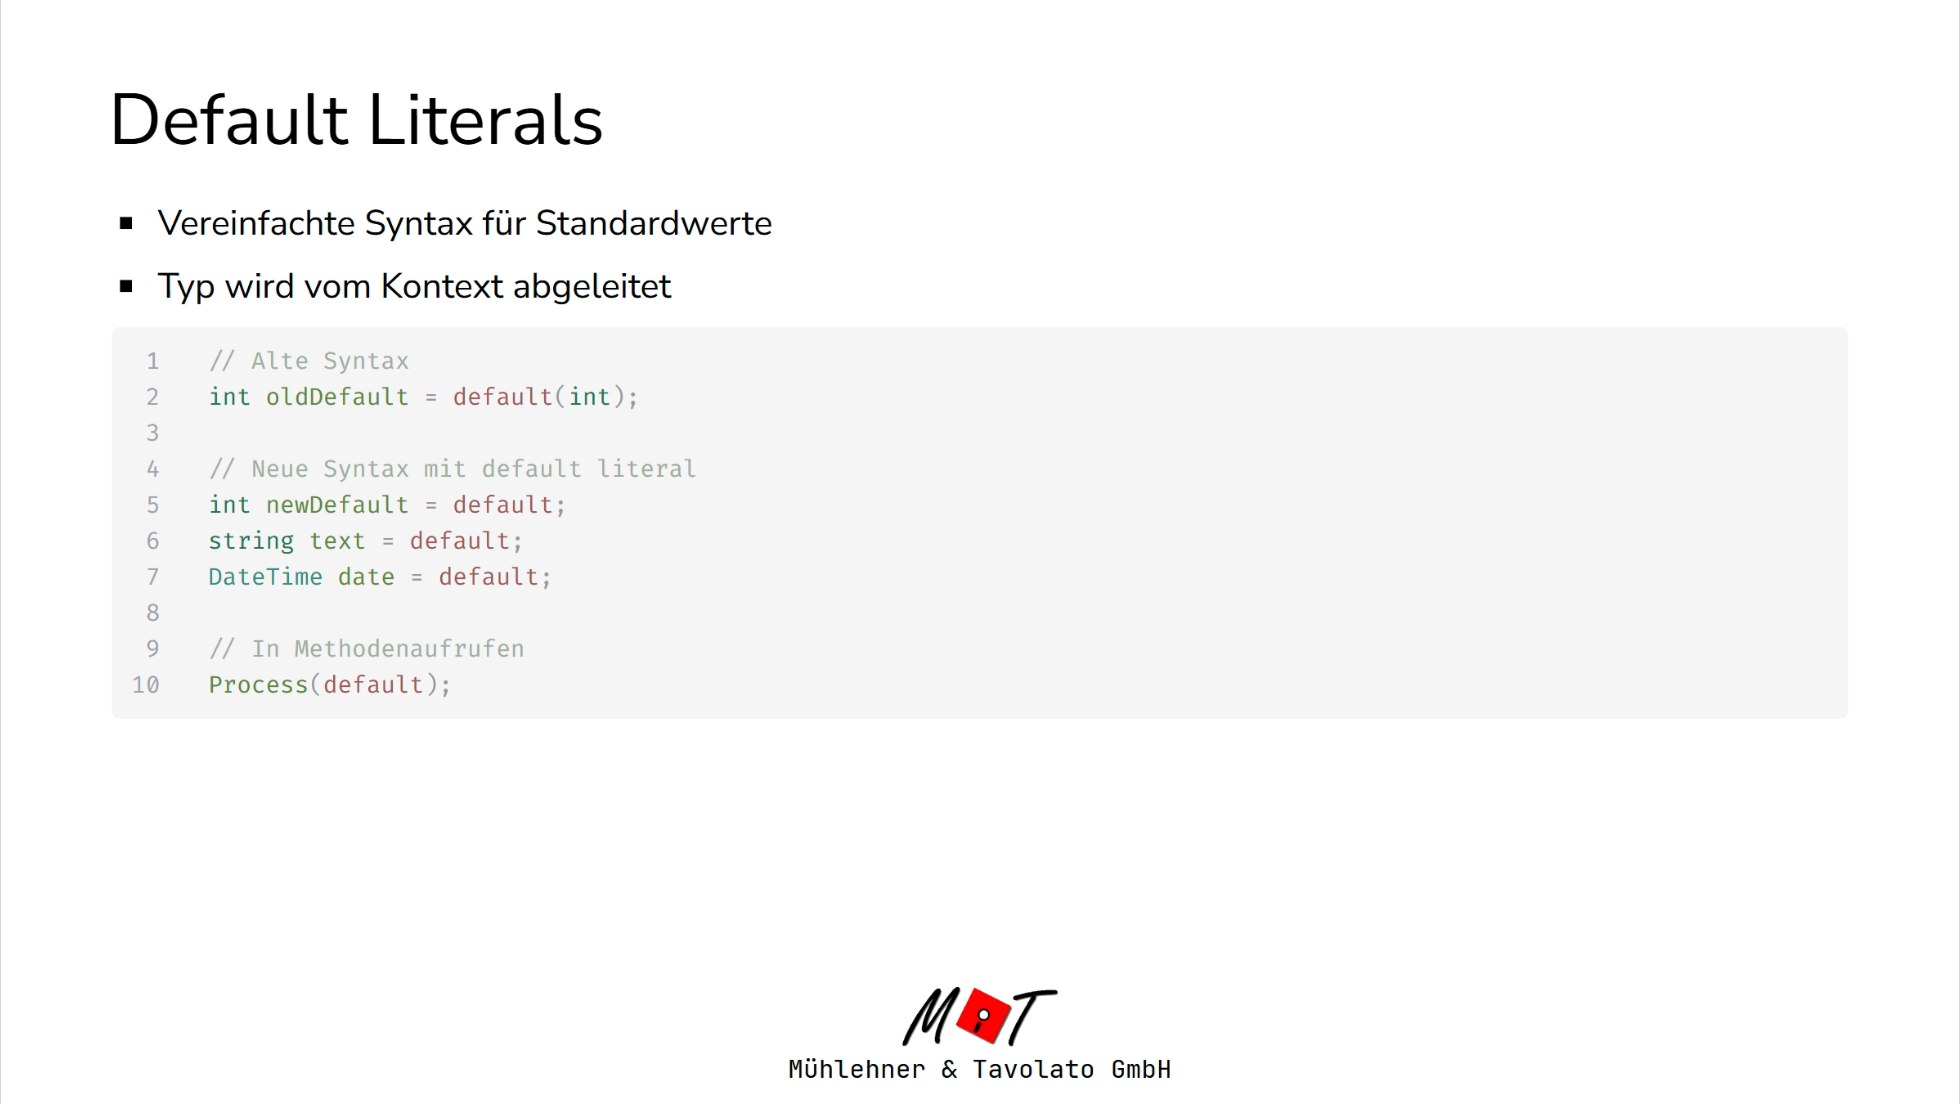 Default Literals
▪ Vereinfachte Syntax für Standardwerte
▪ Typ wird vom Kontext abgeleitet
1 // Alte Syntax
2 int oldDefault = default(int);
3
4 // Neue Syntax mit default literal
5 int newDefault = default;
6 string text = default;
7 DateTime date = default;
8
9 // In Methodenaufrufen
10 Process(default);
M T
Mühlehner & Tavolato GmbH